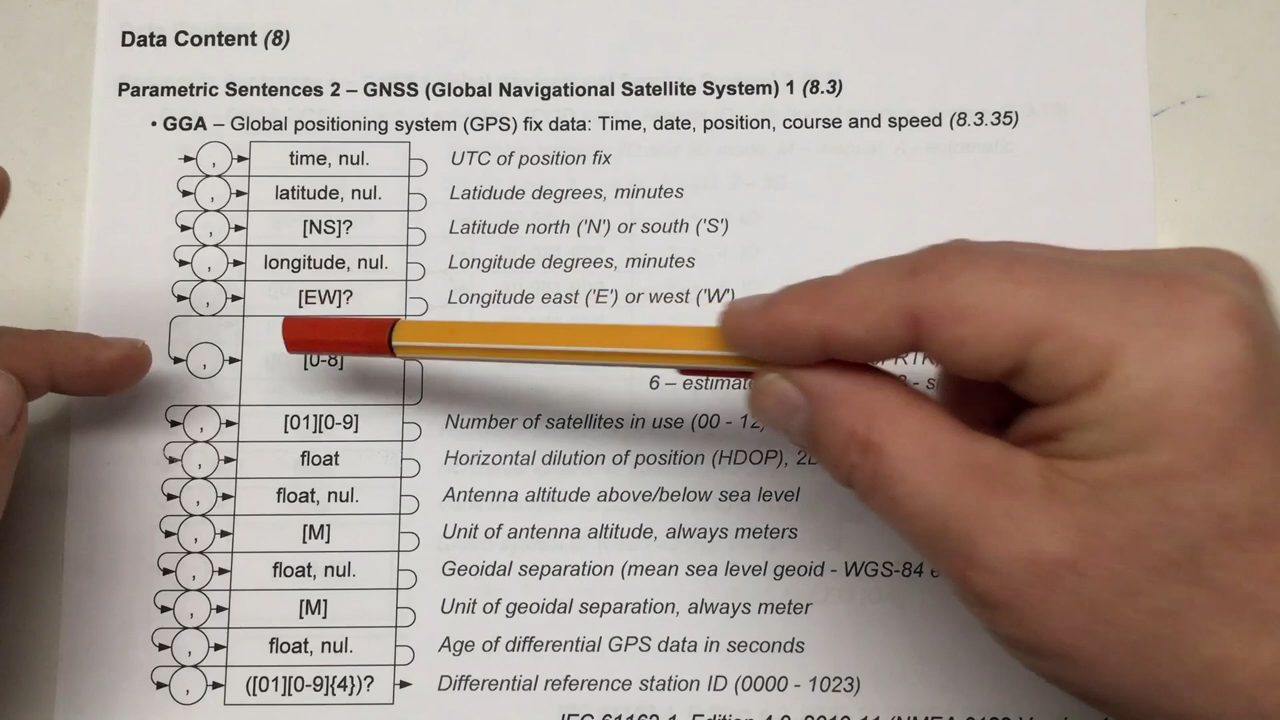 Data Content (8)
Parametric Sentences 2 – GNSS (Global Navigational Satellite System) 1 (8.3)
• GGA – Global positioning system (GPS) fix data: Time, date, position, course and speed (8.3.35)
, time, nul. UTC of position fix
, latitude, nul. Latidude degrees, minutes
, [NS]? Latitude north ('N') or south ('S')
, longitude, nul. Longitude degrees, minutes
, [EW]? Longitude east ('E') or west ('W')
, [0-8]
6 –
, [01][0-9] Number of satellites in use (00 - 12)
, float Horizontal dilution of position (HDOP),
, float, nul. Antenna altitude above/below sea level
, [M] Unit of antenna altitude, always meters
, float, nul. Geoidal separation (mean sea level geoid - WGS-84
, [M] Unit of geoidal separation, always meter
, float, nul. Age of differential GPS data in seconds
, ([01][0-9]{4})? Differential reference station ID (0000 - 1023)